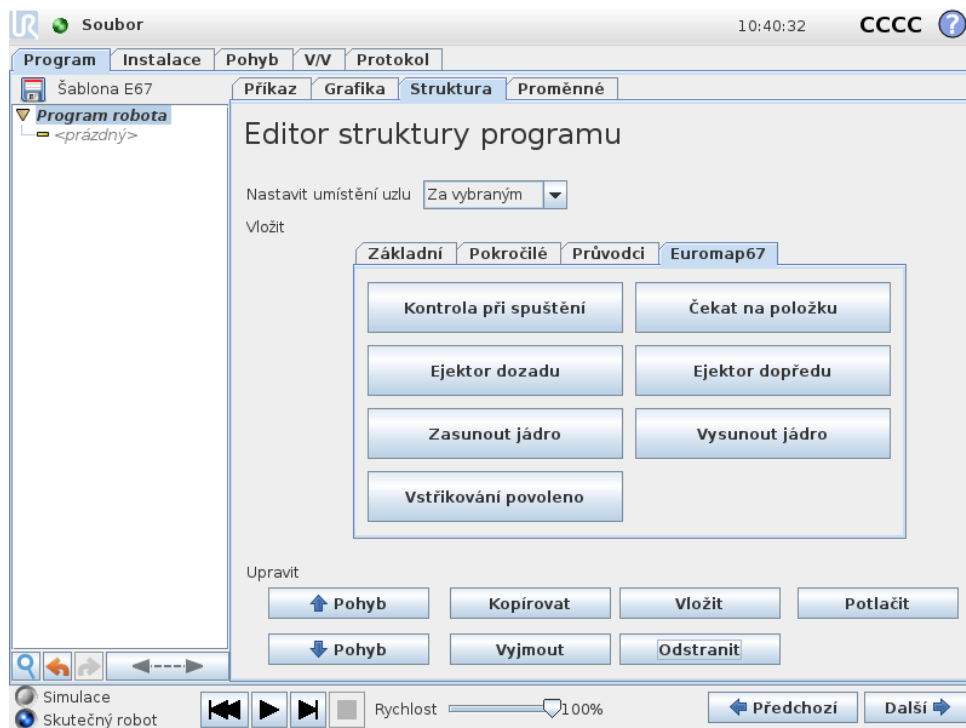 UR Soubor 10:40:32 CCCC ?
Program Instalace Pohyb V/V Protokol
Šablona E67 Příkaz Grafika Struktura Proměnné
Program robota
<prázdný>
Editor struktury programu
Nastavit umístění uzlu Za vybraným
Vložit
Základní Pokročilé Průvodci Euromap67
Kontrola při spuštění Čekat na položku
Ejektor dozadu Ejektor dopředu
Zasunout jádro Vysunout jádro
Vstřikování povoleno
Upravit
Pohyb Kopírovat Vložit Potlačit
Pohyb Vyjmout Odstranit
Simulace
Skutečný robot
Rychlost 100% Předchozí Další